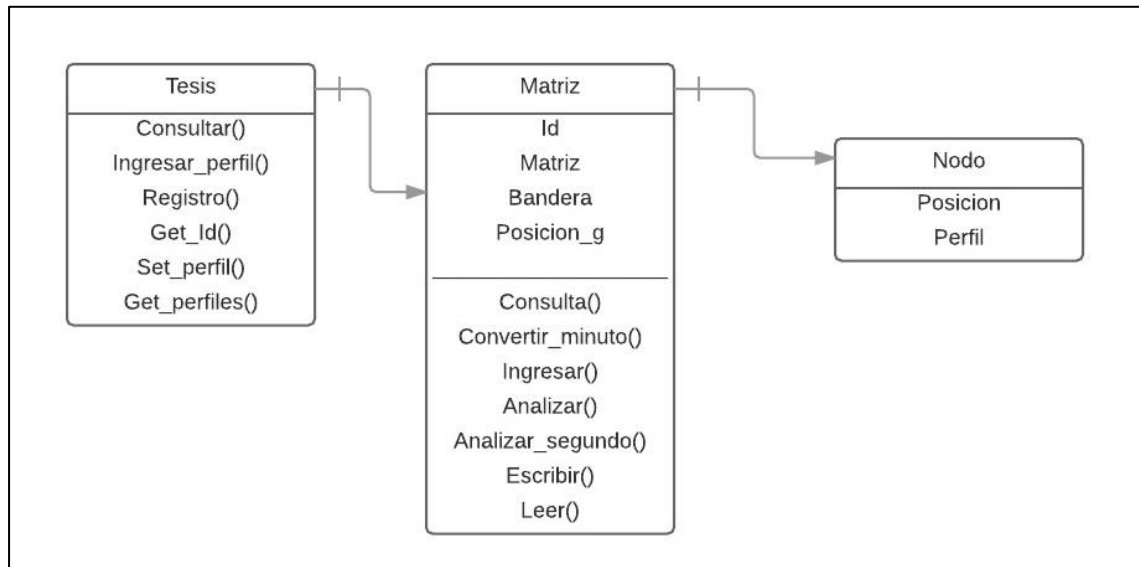 Tesis
Consultar()
Ingresar_perfil()
Registro()
Get_Id()
Set_perfil()
Get_perfiles()
Matriz
Id
Matriz
Bandera
Posicion_g
Consulta()
Convertir_minuto()
Ingresar()
Analizar()
Analizar_segundo()
Escribir()
Leer()
Nodo
Posicion
Perfil